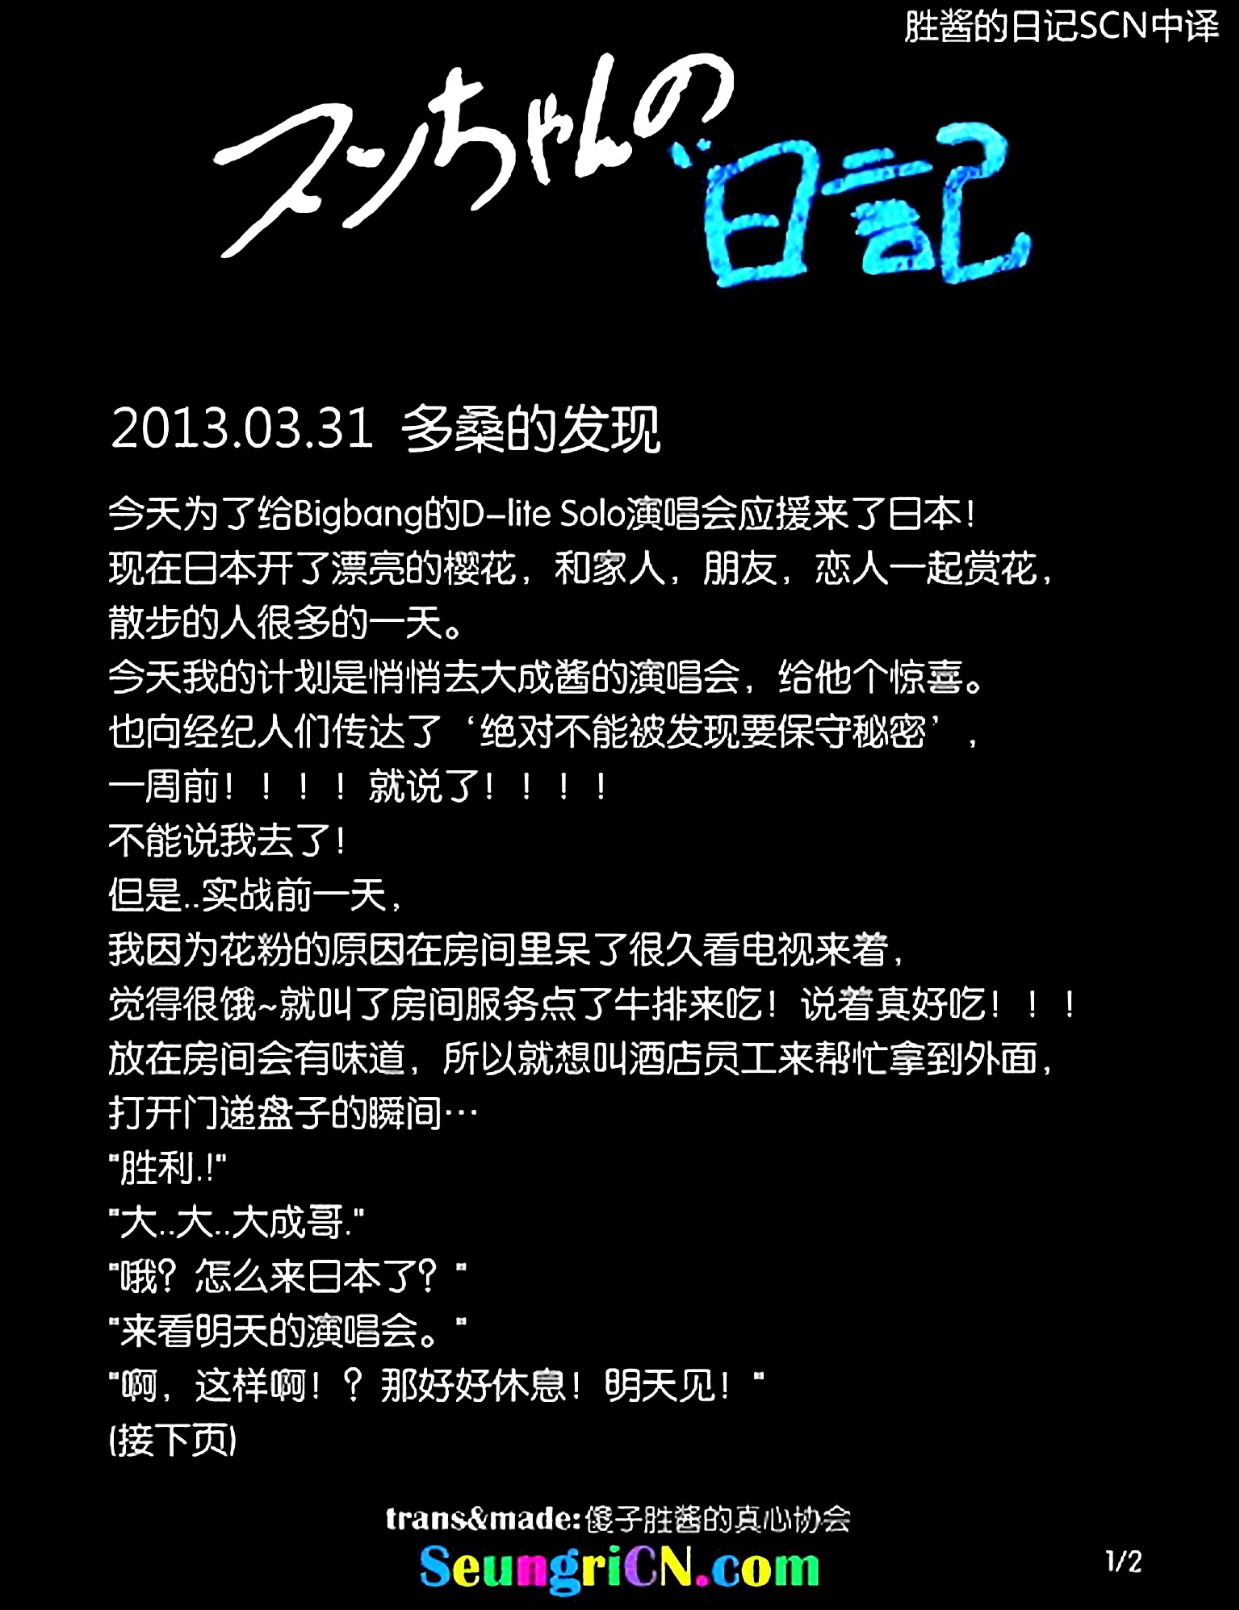 胜酱的日记SCN中译
スンちゃんの
日記
2013.03.31 多桑的发现
今天为了给Bigbang的D-lite Solo演唱会应援来了日本！
现在日本开了漂亮的樱花，和家人，朋友，恋人一起赏花，
散步的人很多的一天。
今天我的计划是悄悄去大成酱的演唱会，给他个惊喜。
也向经纪人们传达了‘绝对不能被发现要保守秘密’，
一周前！！！！就说了！！！！
不能说我去了！
但是..实战前一天，
我因为花粉的原因在房间里呆了很久看电视来着，
觉得很饿~就叫了房间服务点了牛排来吃！说着真好吃！！！
放在房间会有味道，所以就想叫酒店员工来帮忙拿到外面，
打开门递盘子的瞬间…
"胜利.!"
"大..大..大成哥."
"哦？怎么来日本了？"
"来看明天的演唱会。"
"啊，这样啊！？那好好休息！明天见！"
(接下页)
trans&made:傻子胜酱的真心协会
SeungriCN.com
1/2